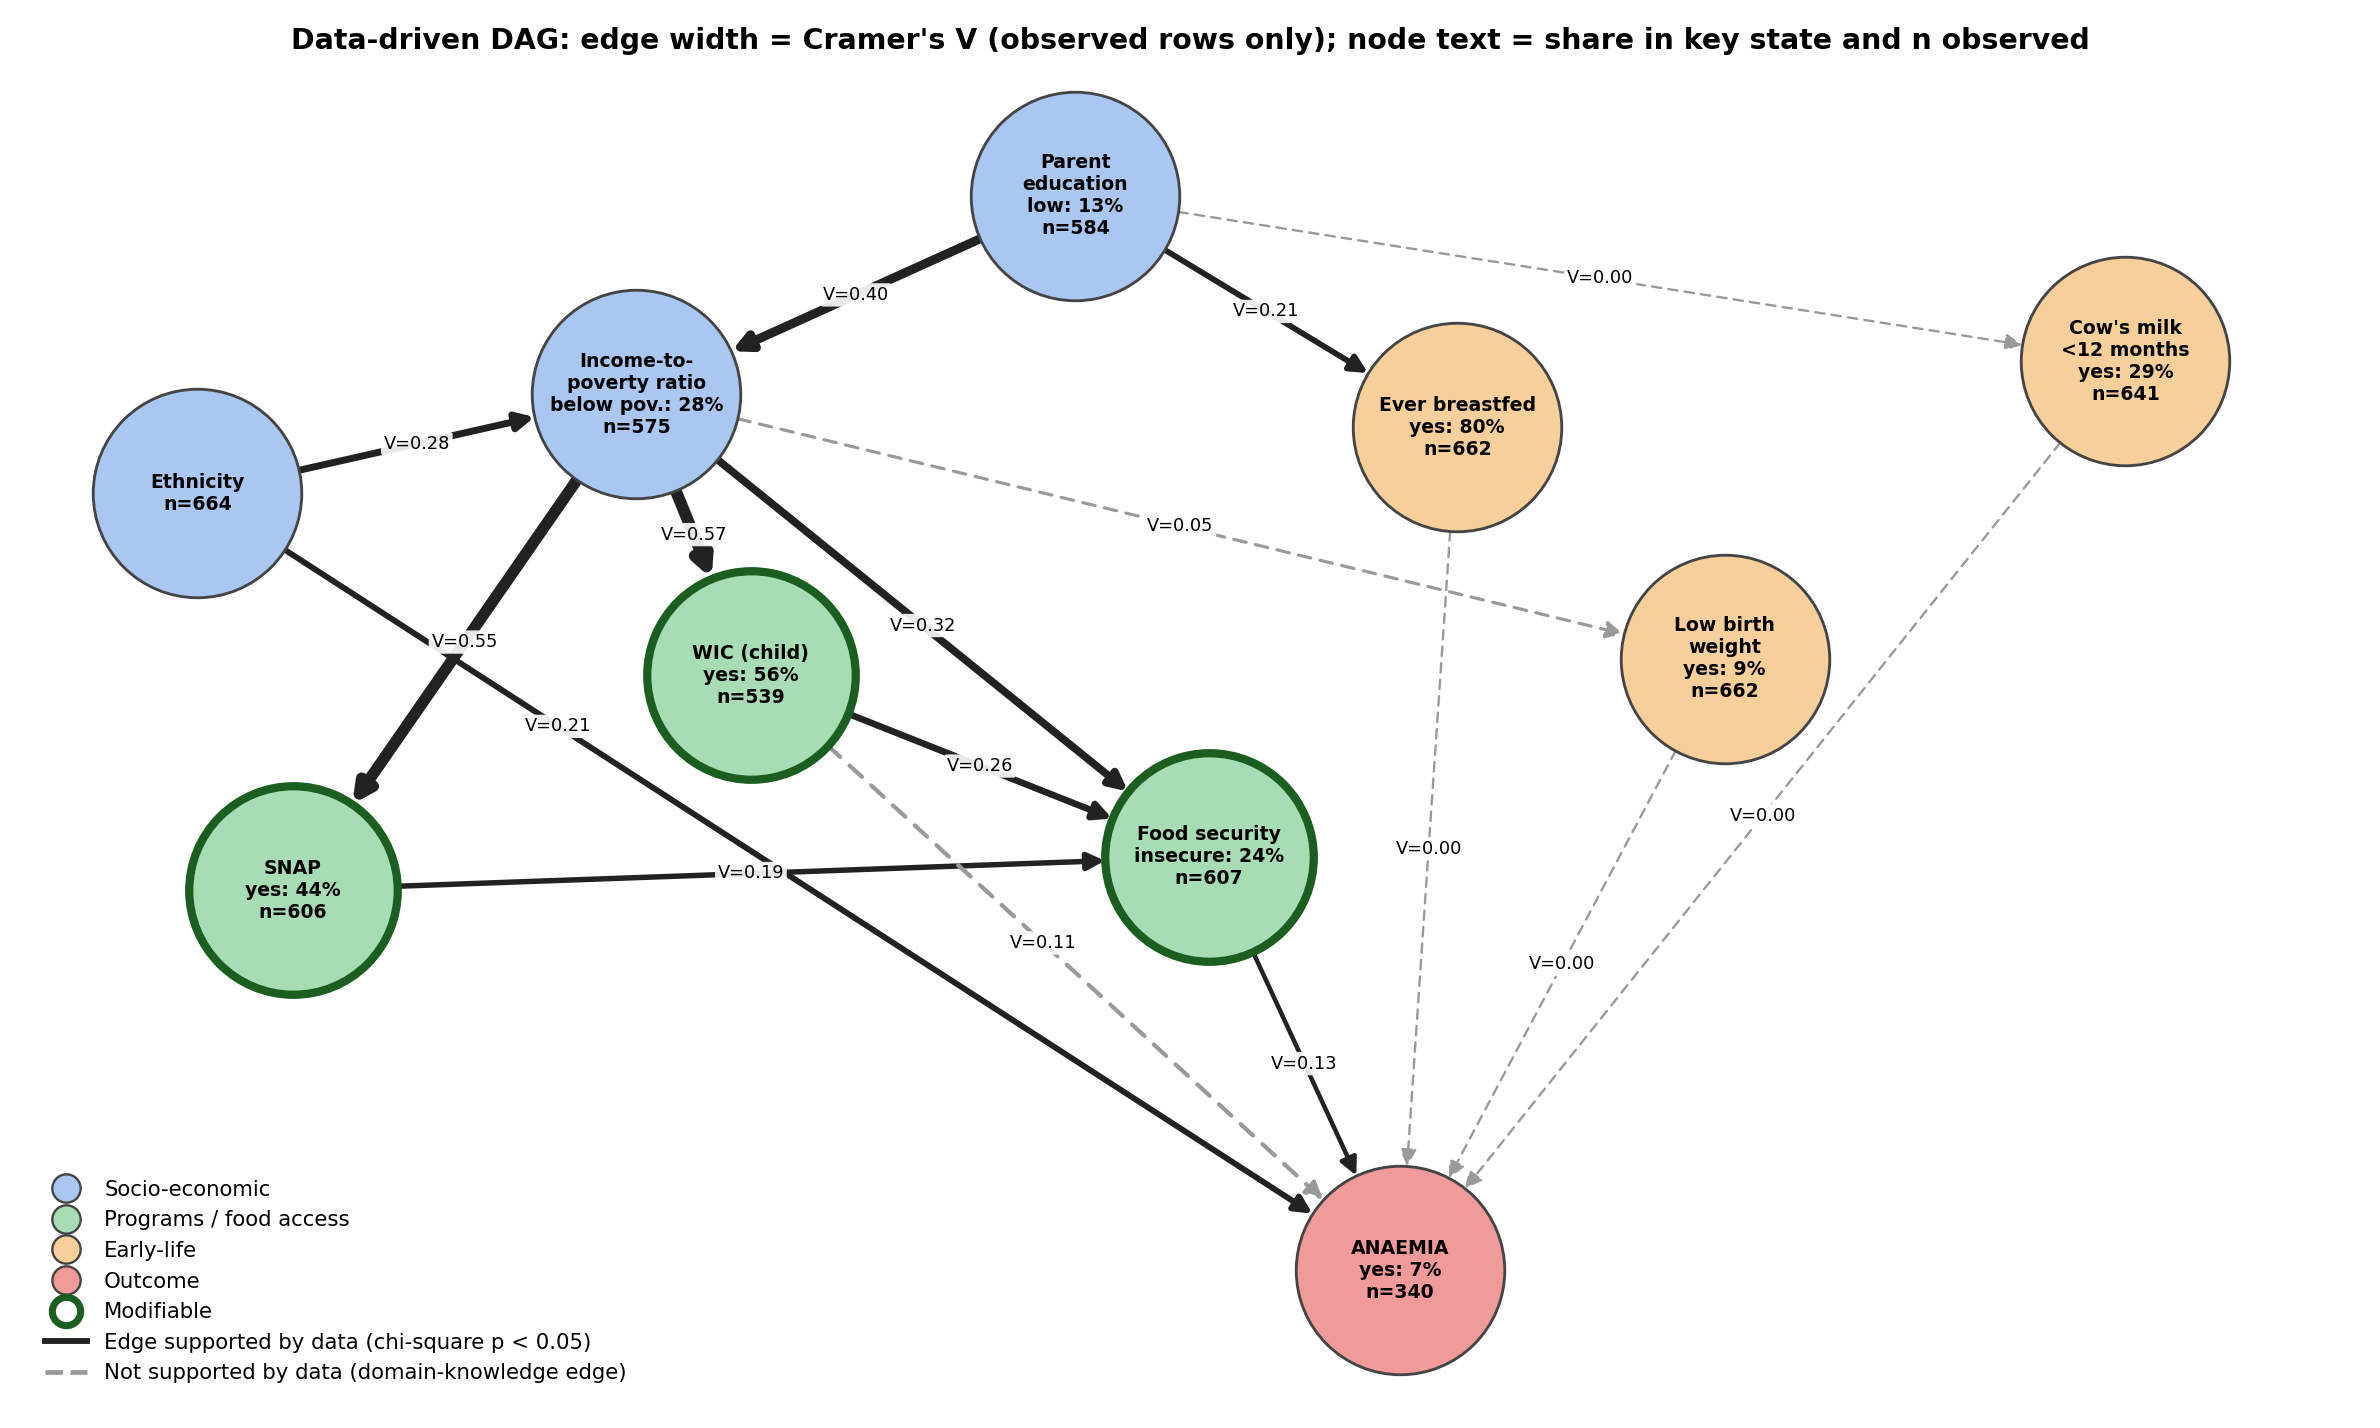 Data-driven DAG: edge width = Cramer's V (observed rows only); node text = share in key state and n observed
Parent
education
low: 13%
n=584
V=0.00
V=0.40
V=0.21
Cow's milk
<12 months
yes: 29%
n=641
Income-to-
poverty ratio
below pov.: 28%
n=575
Ever breastfed
yes: 80%
n=662
V=0.28
Ethnicity
n=664
V=0.57
V=0.05
V=0.55
V=0.32
Low birth
weight
yes: 9%
n=662
WIC (child)
yes: 56%
n=539
V=0.21
V=0.26
V=0.00
V=0.00
Food security
insecure: 24%
n=607
SNAP
yes: 44%
n=606
V=0.19
V=0.11
V=0.00
V=0.13
ANAEMIA
yes: 7%
n=340
Socio-economic
Programs / food access
Early-life
Outcome
Modifiable
Edge supported by data (chi-square p < 0.05)
Not supported by data (domain-knowledge edge)